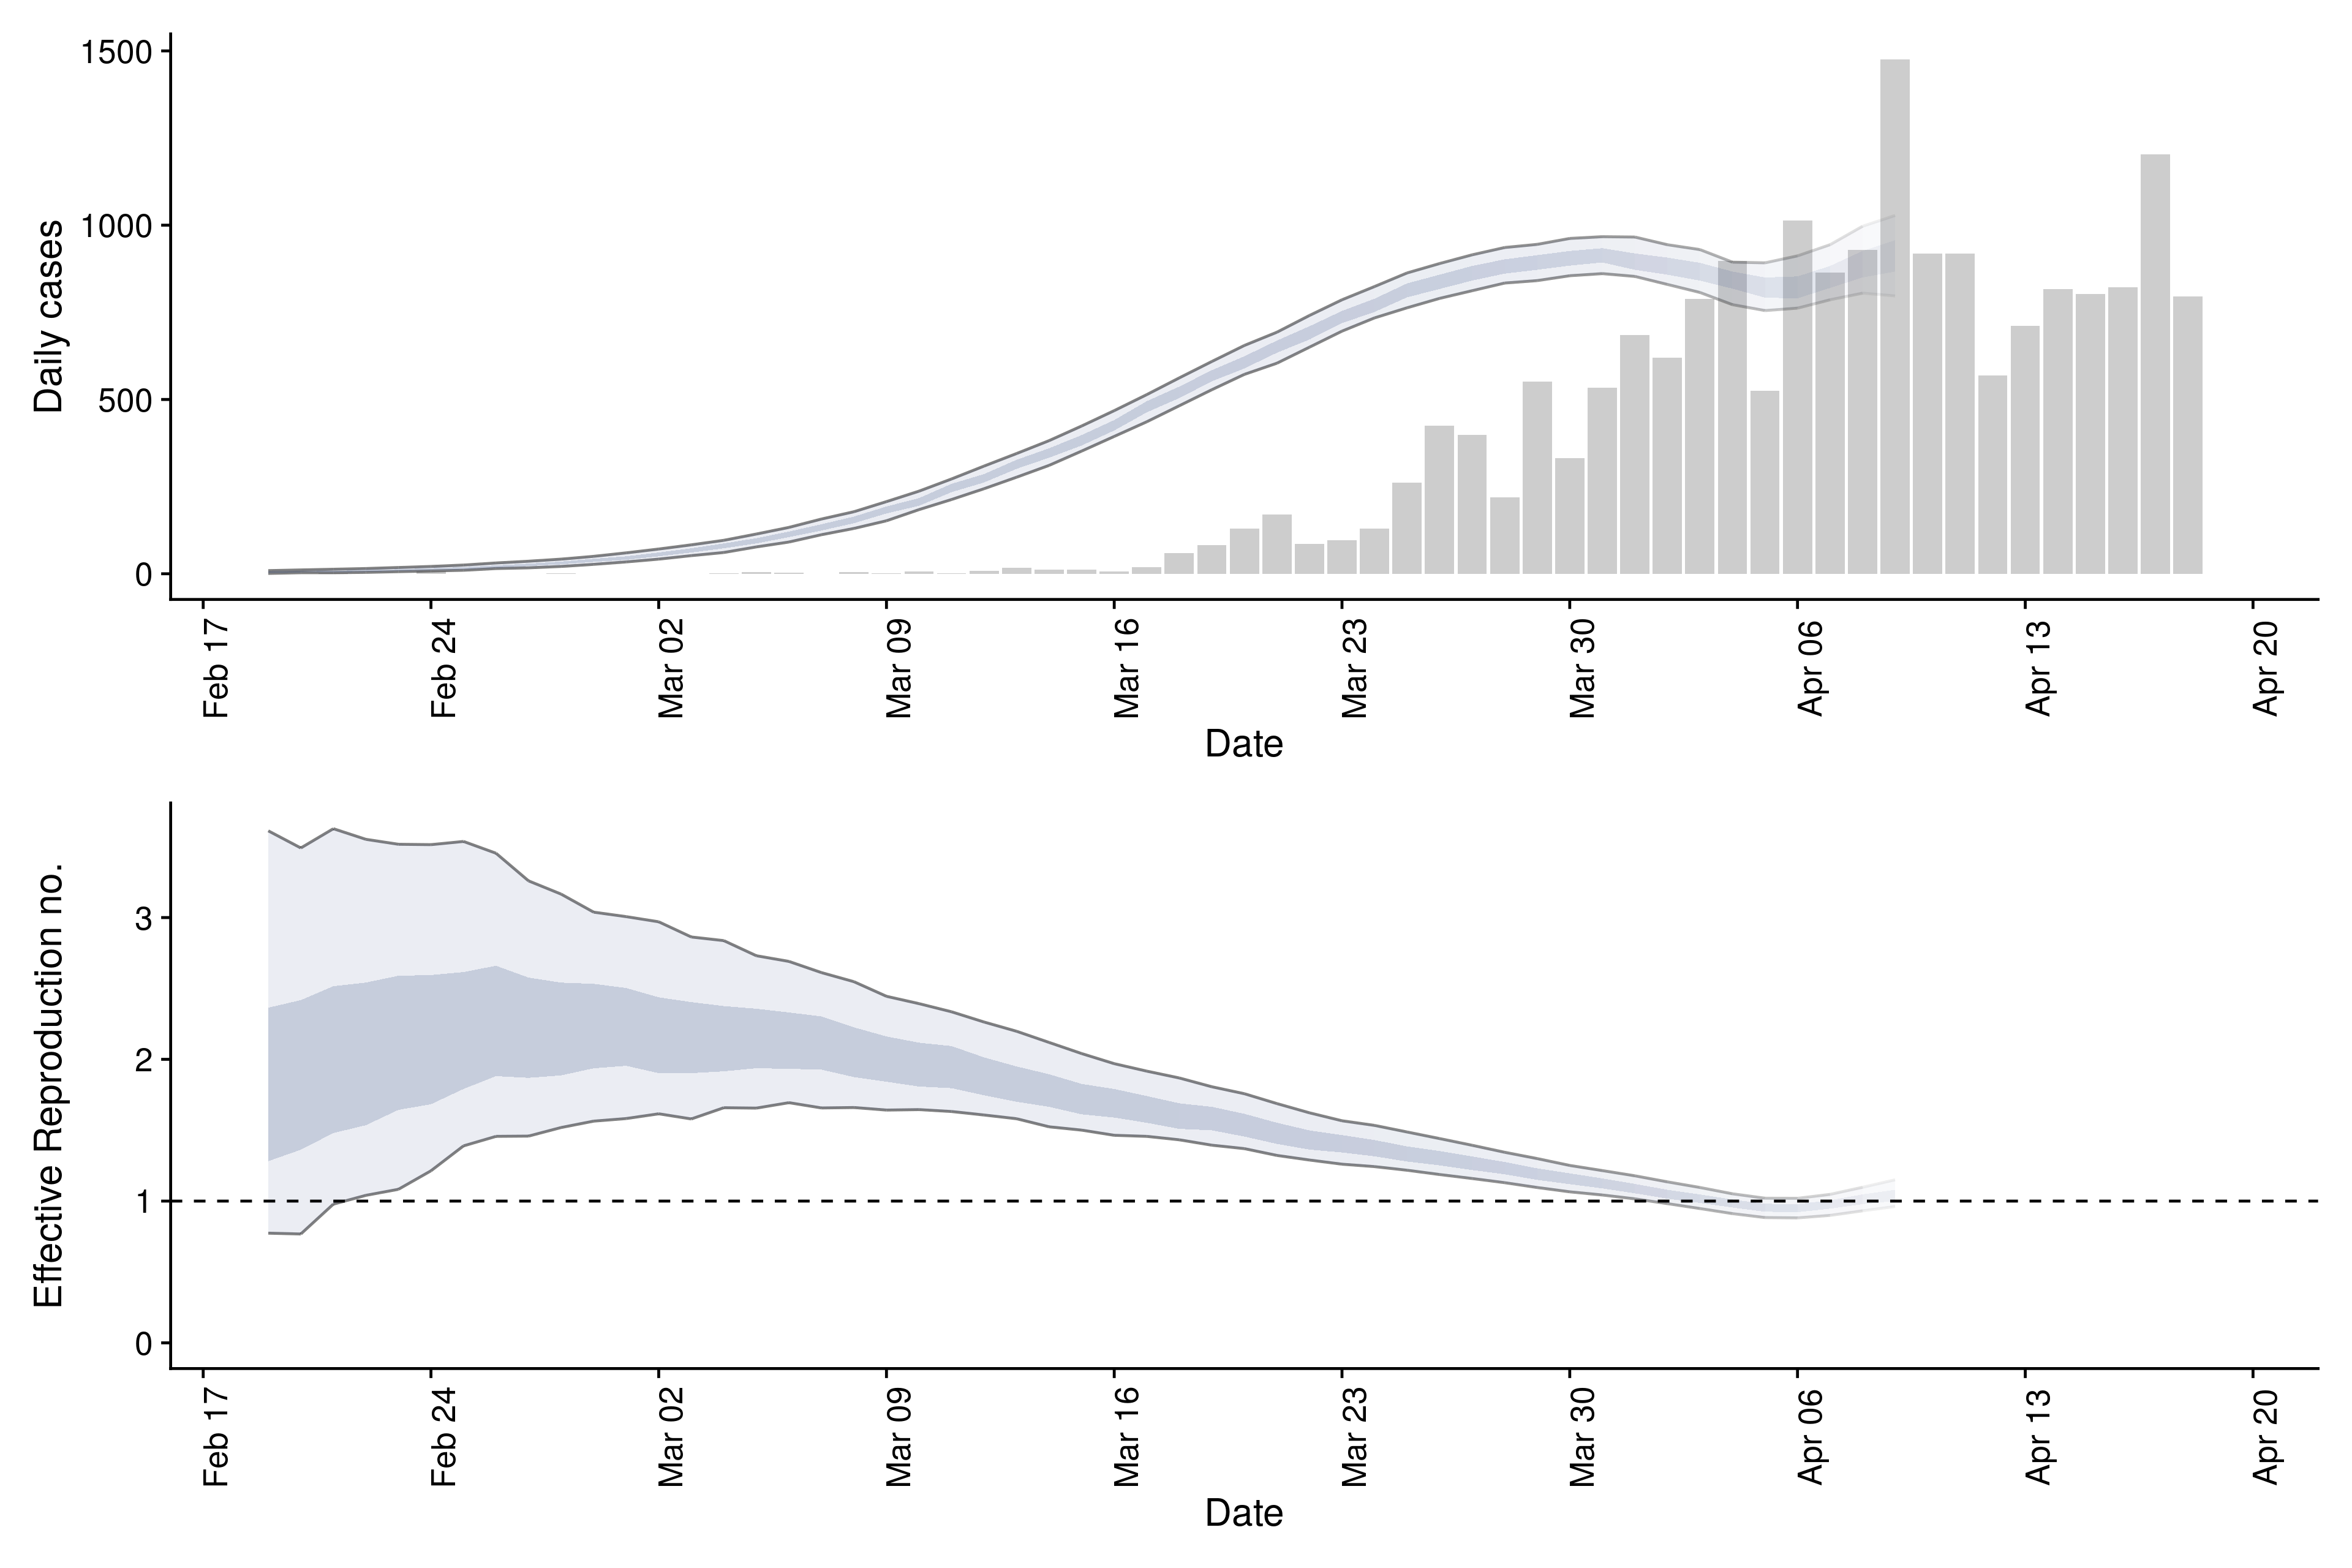 Daily cases
1500
1000
500
0
Feb 17
Feb 24
Mar 02
Mar 09
Mar 16
Mar 23
Mar 30
Apr 06
Apr 13
Apr 20
Date
Effective Reproduction no.
3
2
1
0
Feb 17
Feb 24
Mar 02
Mar 09
Mar 16
Mar 23
Mar 30
Apr 06
Apr 13
Apr 20
Date